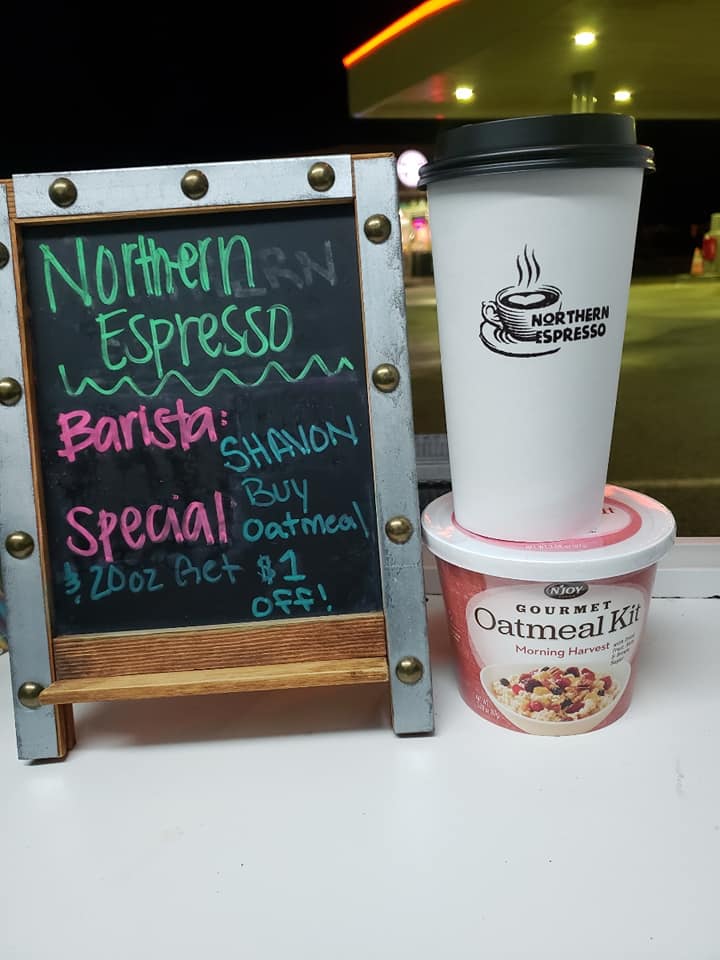 Northern
Espresso
Barista: SHAVON
Special Buy
Oatmeal
& 20oz Get $1
off!
NORTHERN
ESPRESSO
N'JOY
GOURMET
Oatmeal Kit
Morning Harvest